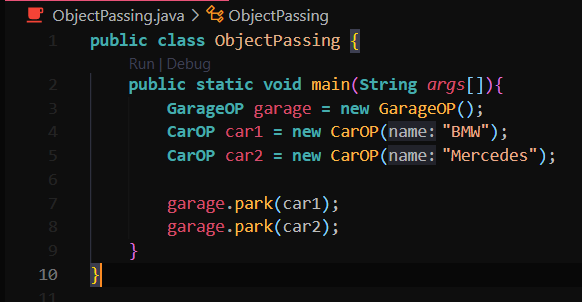 ObjectPassing.java > ObjectPassing
1 public class ObjectPassing {
Run | Debug
2 public static void main(String args[]){
3 GarageOP garage = new GarageOP();
4 CarOP car1 = new CarOP(name:"BMW");
5 CarOP car2 = new CarOP(name:"Mercedes");
6
7 garage.park(car1);
8 garage.park(car2);
9 }
10 }
11